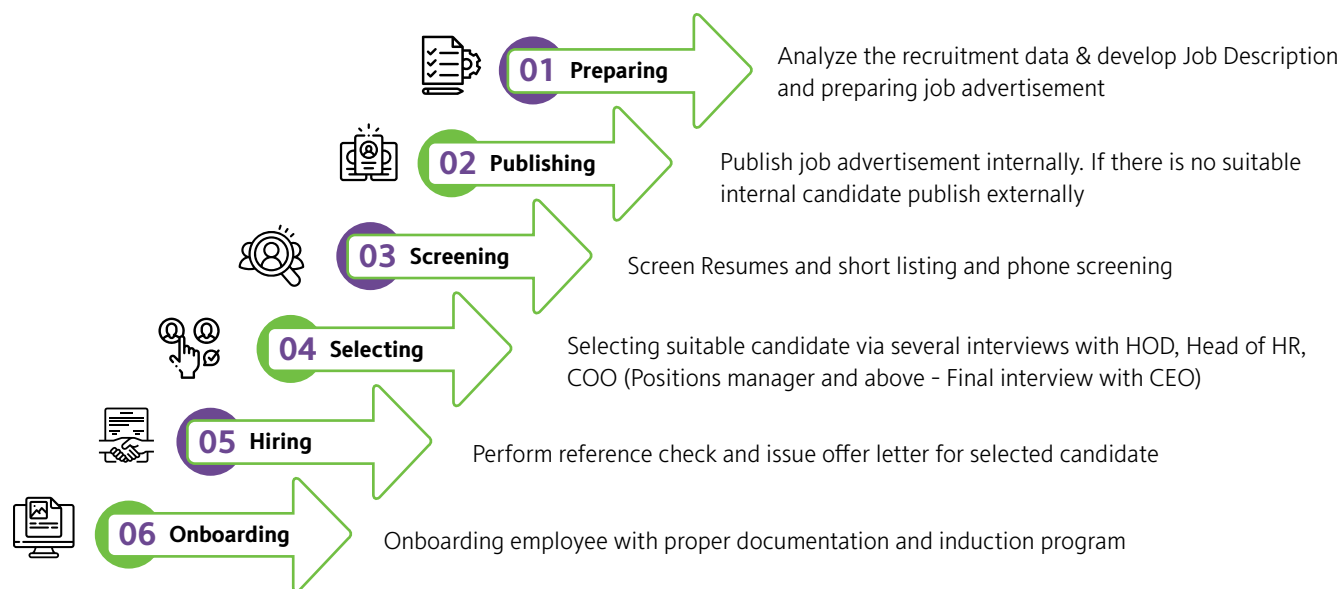 01 Preparing
Analyze the recruitment data & develop Job Description
and preparing job advertisement
02 Publishing
Publish job advertisement internally. If there is no suitable
internal candidate publish externally
03 Screening
Screen Resumes and short listing and phone screening
04 Selecting
Selecting suitable candidate via several interviews with HOD, Head of HR,
COO (Positions manager and above - Final interview with CEO)
05 Hiring
Perform reference check and issue offer letter for selected candidate
06 Onboarding
Onboarding employee with proper documentation and induction program